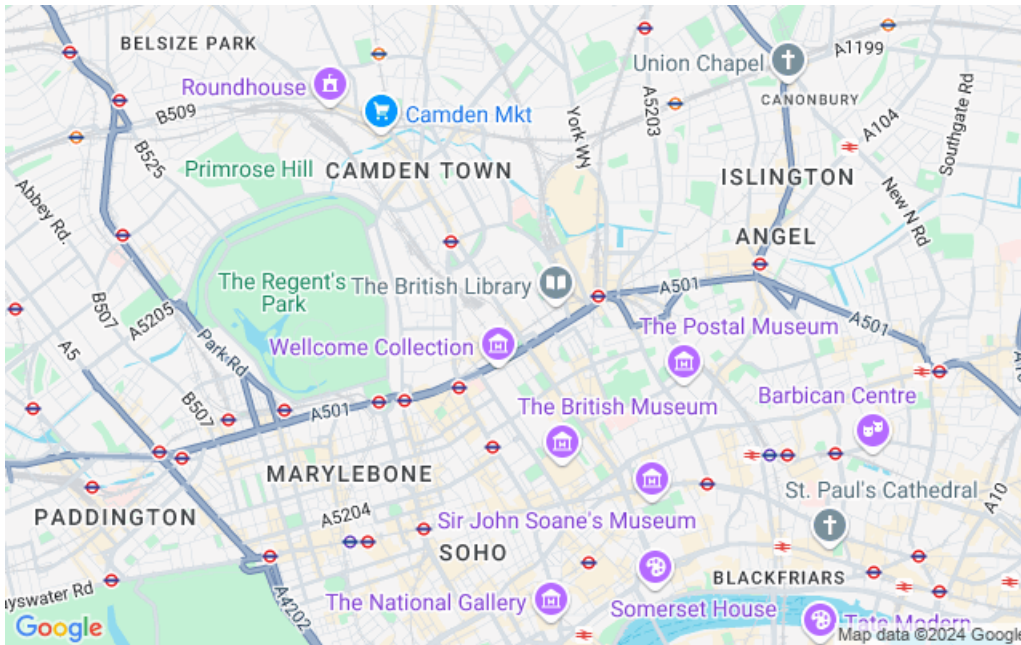 BELSIZE PARK
A1199
Union Chapel
Roundhouse
CANONBURY
A5203
B509
Camden Mkt
York Wy
A104
Southgate Rd
B525
Primrose Hill
CAMDEN TOWN
ISLINGTON
Abbey Rd.
New N Rd
ANGEL
The Regent's
Park
The British Library
A501
B507
A5205
Park Rd
The Postal Museum
A501
Wellcome Collection
A5
B507
A501
The British Museum
Barbican Centre
MARYLEBONE
St. Paul's Cathedral
A10
PADDINGTON
A5204
Sir John Soane's Museum
SOHO
BLACKFRIARS
A4202
The National Gallery
Somerset House
Tate Modern
Google
Map data ©2024 Google